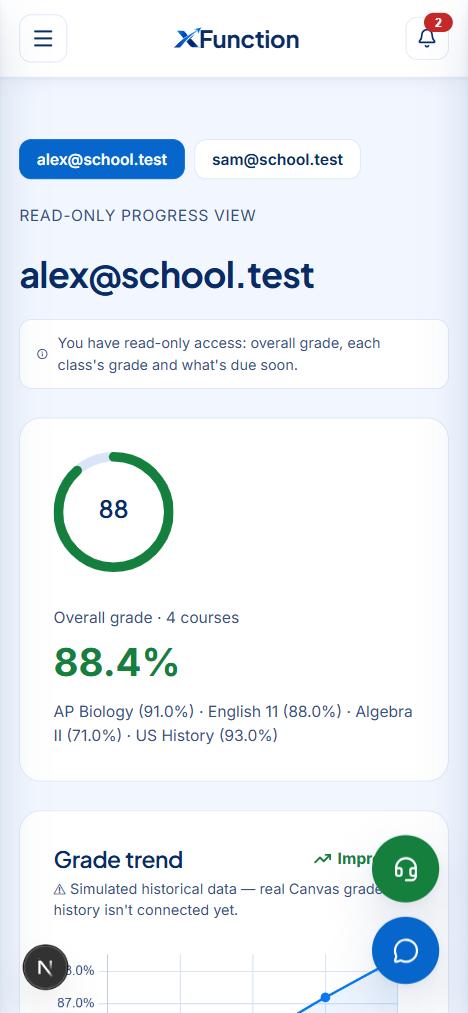 2
XFunction
alex@school.test
sam@school.test
READ-ONLY PROGRESS VIEW
alex@school.test
You have read-only access: overall grade, each
class's grade and what's due soon.
88
Overall grade · 4 courses
88.4%
AP Biology (91.0%) · English 11 (88.0%) · Algebra
II (71.0%) · US History (93.0%)
Grade trend
⚠ Simulated historical data — real Canvas grade
history isn't connected yet.
N
87.0%